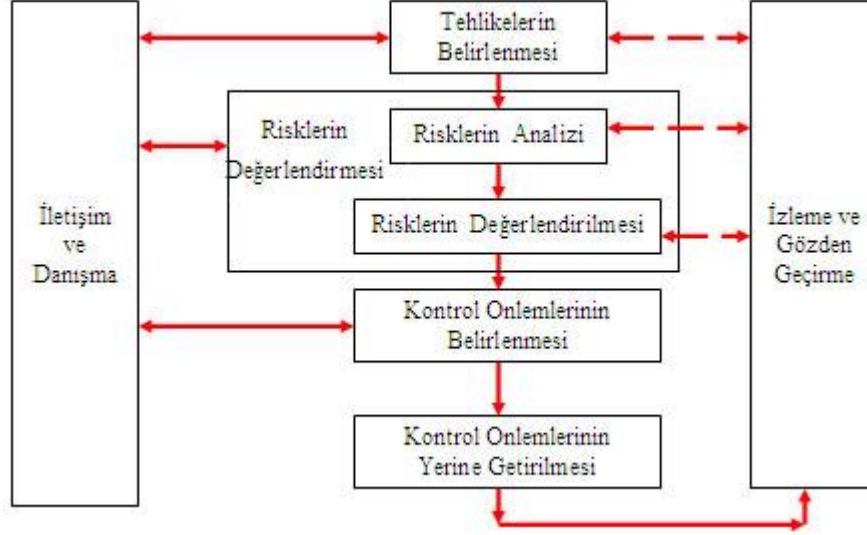 Tehlikelerin
Belirlenmesi
Risklerin
Değerlendirmesi
Risklerin Analizi
Risklerin Değerlendirilmesi
İletişim
ve
Danışma
İzleme ve
Gözden
Geçirme
Kontrol Onlemlerinin
Belirlenmesi
Kontrol Onlemlerinin
Yerine Getirilmesi